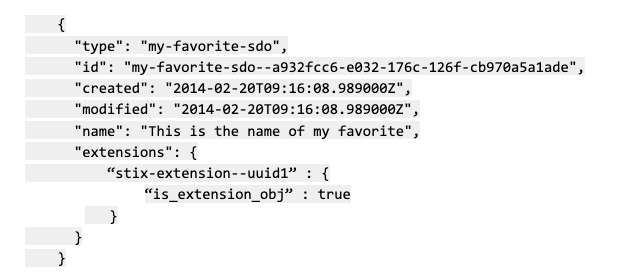 {
"type": "my-favorite-sdo",
"id": "my-favorite-sdo--a932fcc6-e032-176c-126f-cb970a5a1ade",
"created": "2014-02-20T09:16:08.989000Z",
"modified": "2014-02-20T09:16:08.989000Z",
"name": "This is the name of my favorite",
"extensions": {
“stix-extension--uuid1” : {
“is_extension_obj” : true
}
}
}